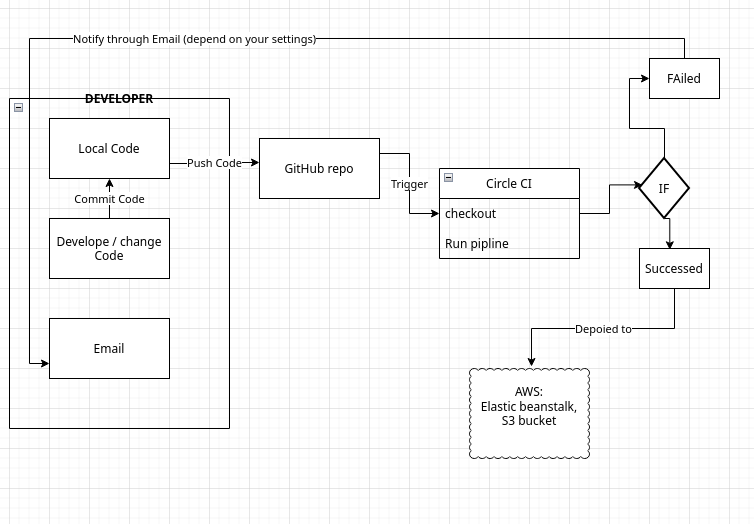 Notify through Email (depend on your settings)
FAiled
DEVELOPER
Local Code
Push Code
GitHub repo
Trigger
Circle CI
IF
Commit Code
checkout
Develope / change
Code
Run pipline
Successed
Depoied to
Email
AWS:
Elastic beanstalk,
S3 bucket